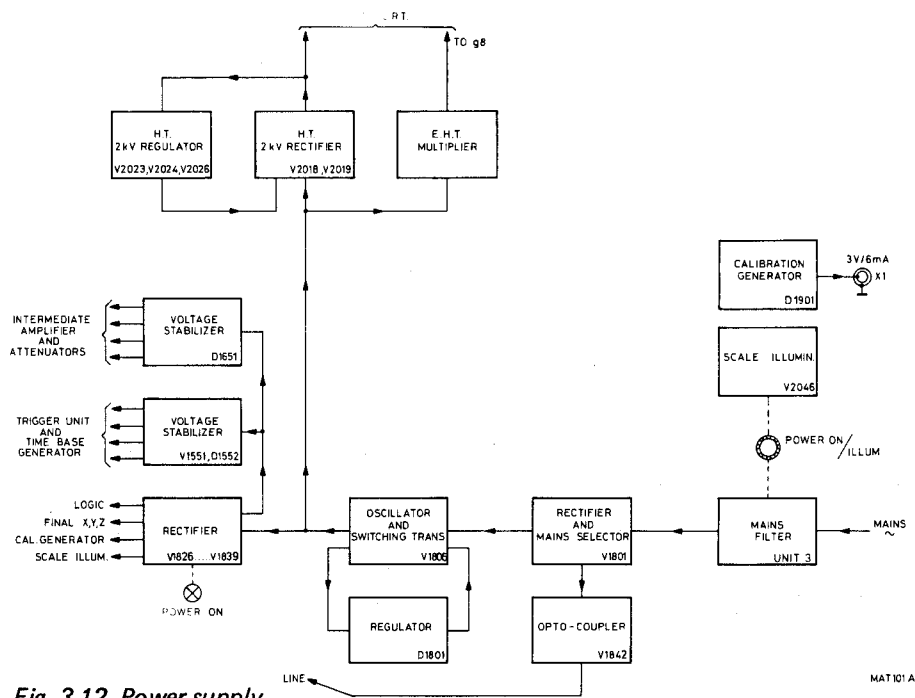 C.R.T.
TO g8
H.T.
2kV REGULATOR
V2023,V2024,V2026
H.T.
2kV RECTIFIER
V2018,V2019
E.H.T.
MULTIPLIER
CALIBRATION
GENERATOR
D1901
3V/6mA
X1
INTERMEDIATE
AMPLIFIER
AND
ATTENUATORS
VOLTAGE
STABILIZER
D1651
SCALE ILLUMIN.
V2046
TRIGGER UNIT
AND
TIME BASE
GENERATOR
VOLTAGE
STABILIZER
V1551,D1552
POWER ON/
ILLUM
LOGIC
FINAL X,Y,Z
CAL.GENERATOR
SCALE ILLUM.
RECTIFIER
V1826....V1839
OSCILLATOR
AND
SWITCHING TRANS
V1806
RECTIFIER
AND
MAINS SELECTOR
V1801
MAINS
FILTER
UNIT 3
MAINS
~
POWER ON
REGULATOR
D1801
OPTO-COUPLER
V1842
LINE
MAT101A
Fig. 3.12. Power supply